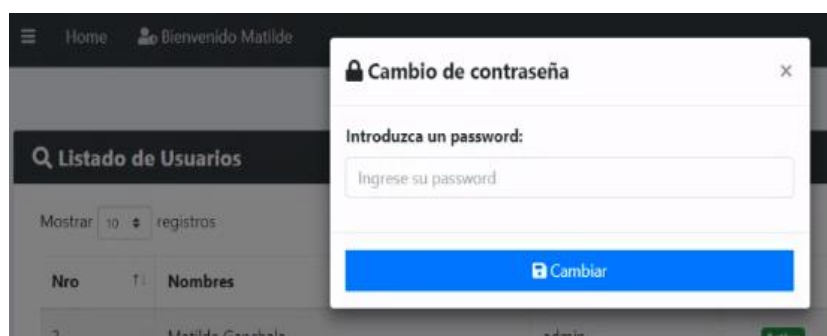 Home Bienvenido Matilde
Cambio de contraseña ×
Introduzca un password:
Ingrese su password
Cambiar
Listado de Usuarios
Mostrar 10 registros
Nro Nombres
Matilde admin